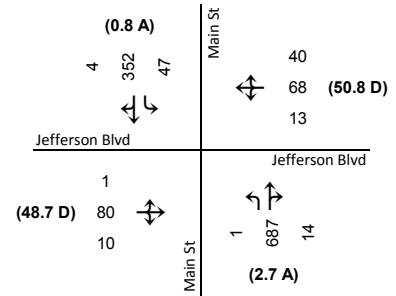 (0.8 A)
4 352 47
Main St
40
68 (50.8 D)
13
Jefferson Blvd
Jefferson Blvd
1
(48.7 D) 80
10
Main St
1 687 14
(2.7 A)